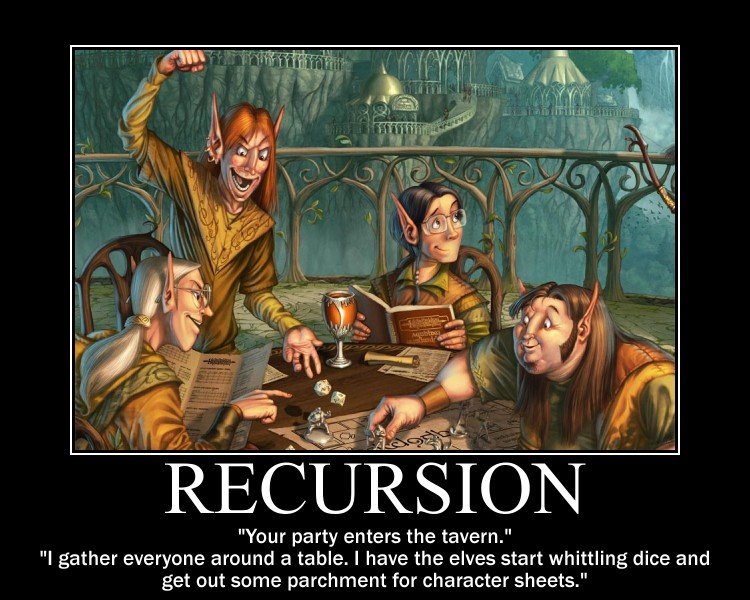 RECURSION
"Your party enters the tavern."
"I gather everyone around a table. I have the elves start whittling dice and
get out some parchment for character sheets."